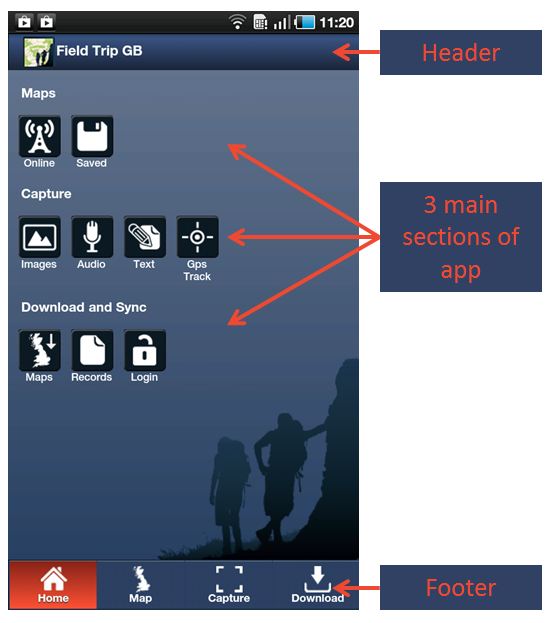 11:20
Field Trip GB
Header
Maps
Online Saved
3 main
sections of
app
Capture
Images Audio Text Gps
Track
Download and Sync
Maps Records Login
Home Map Capture Download
Footer